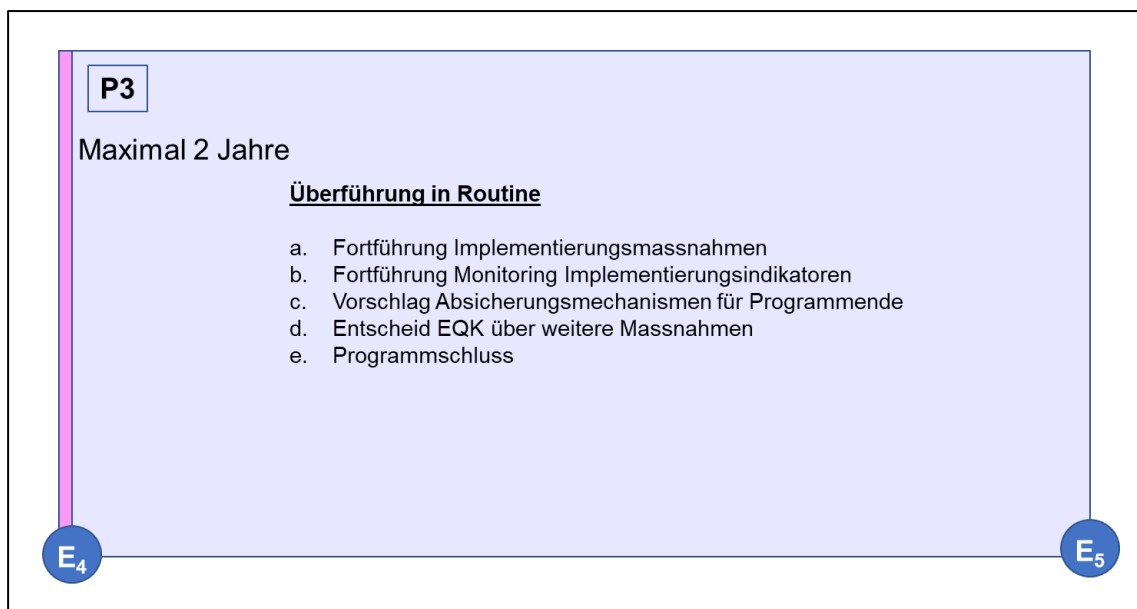 P3
Maximal 2 Jahre
Überführung in Routine
a. Fortführung Implementierungsmassnahmen
b. Fortführung Monitoring Implementierungsindikatoren
c. Vorschlag Absicherungsmechanismen für Programmende
d. Entscheid EQK über weitere Massnahmen
e. Programmschluss
E4
E5